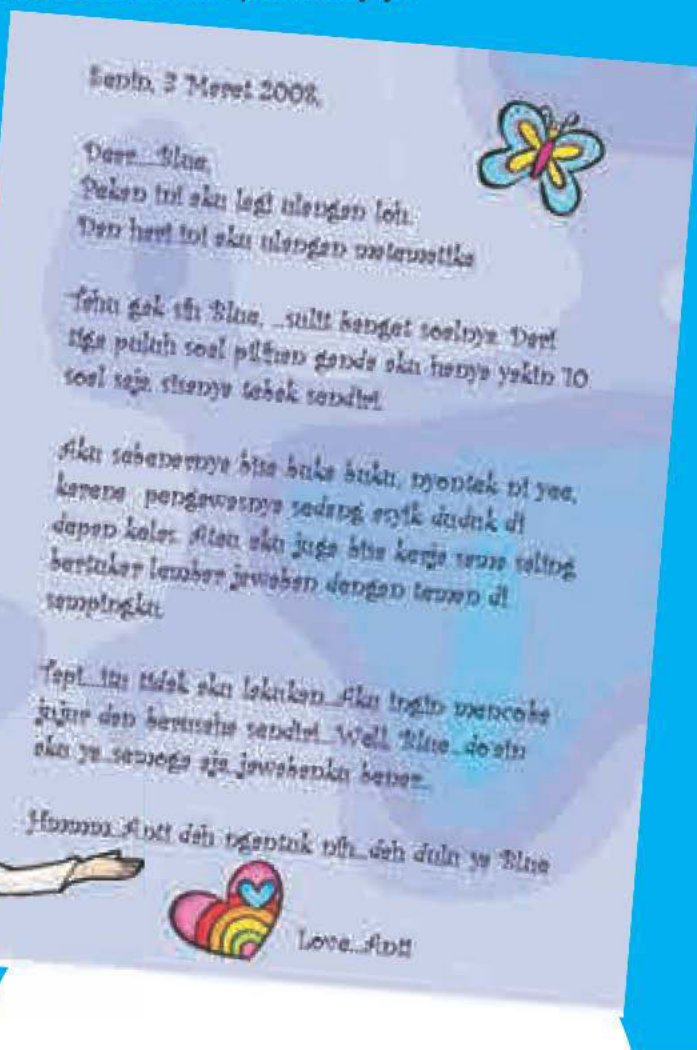 Senin, 3 Maret 2008,
Dear....Blue,
Pekan ini aku lagi ulangan loh.
Dan hari ini aku ulangan matematika
Tahu gak sih Blue, ...sulit banget soalnya. Dari
tiga puluh soal pilihan ganda aku hanya yakin 10
soal saja, sisanya tebak sendiri.
Aku sebenarnya bisa buka buku, nyontek ni yee,
karena pengawasnya sedang asyik duduk di
depan kelas. Atau aku juga bisa kerja sama saling
bertukar lembar jawaban dengan teman di
sampingku.
Tapi....itu tidak aku lakukan...Aku ingin mencoba
jujur dan berusaha sendiri...Well, Blue...do'ain
aku ya..semoga aja..jawabanku benar...
Hmmm..Anti dah ngantuk nih...dah dulu ya Blue
Love...Anti